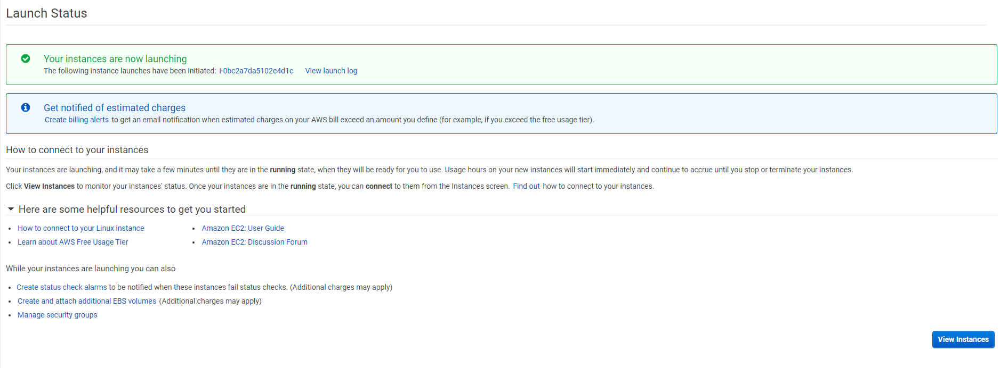 Launch Status
Your instances are now launching
The following instance launches have been initiated: i-0bc2a7da5102e4d1c View launch log
Get notified of estimated charges
Create billing alerts to get an email notification when estimated charges on your AWS bill exceed an amount you define (for example, if you exceed the free usage tier).
How to connect to your instances
Your instances are launching, and it may take a few minutes until they are in the running state, when they will be ready for you to use. Usage hours on your new instances will start immediately and continue to accrue until you stop or terminate your instances.
Click View Instances to monitor your instances' status. Once your instances are in the running state, you can connect to them from the Instances screen. Find out how to connect to your instances.
Here are some helpful resources to get you started
• How to connect to your Linux instance
• Learn about AWS Free Usage Tier
• Amazon EC2: User Guide
• Amazon EC2: Discussion Forum
While your instances are launching you can also
• Create status check alarms to be notified when these instances fail status checks. (Additional charges may apply)
• Create and attach additional EBS volumes (Additional charges may apply)
• Manage security groups
View Instances